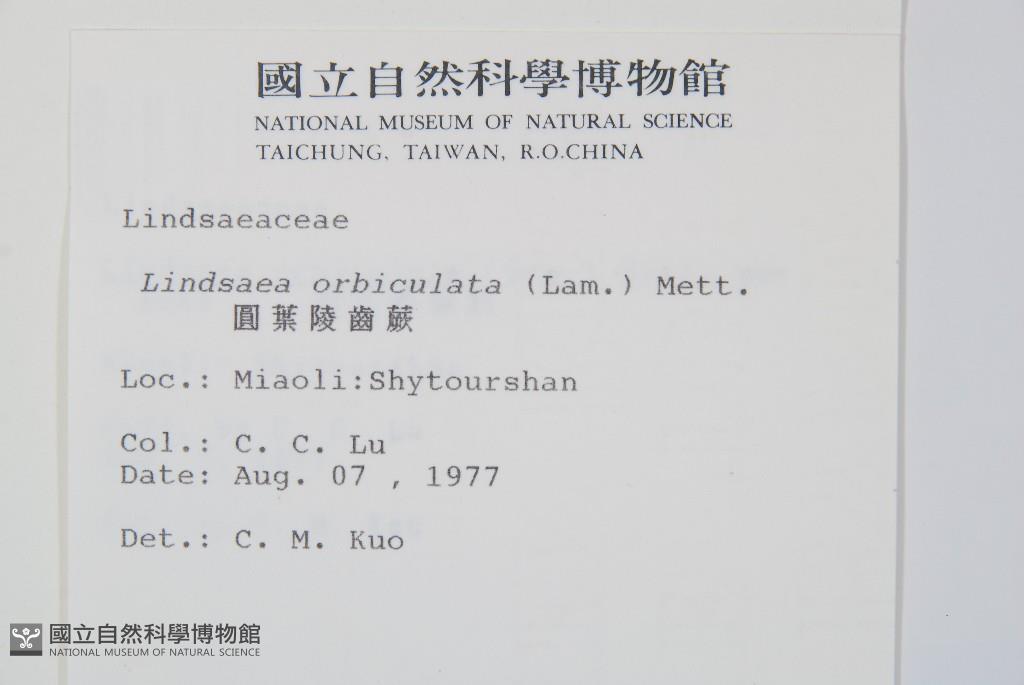 國立自然科學博物館
NATIONAL MUSEUM OF NATURAL SCIENCE
TAICHUNG, TAIWAN, R.O.CHINA
Lindsaeaceae
Lindsaea orbiculata (Lam.) Mett.
圓葉陵齒蕨
Loc.: Miaoli:Shytourshan
Col.: C. C. Lu
Date: Aug. 07 , 1977
Det.: C. M. Kuo
國立自然科學博物館
NATIONAL MUSEUM OF NATURAL SCIENCE